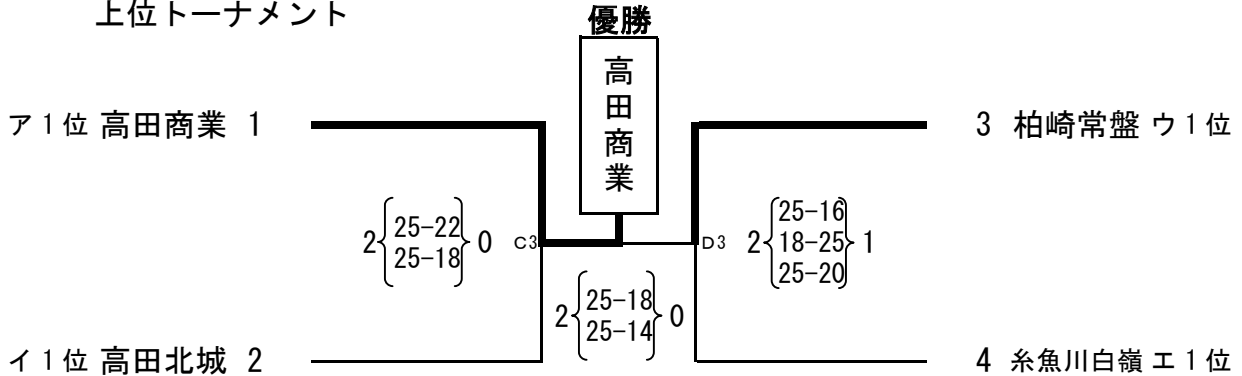 上位トーナメント
優勝
高田商業
ア1位 高田商業 1
3 柏崎常盤 ウ1位
2 25-22 0
25-18
C3
D3
2 25-16 1
18-25
25-20
2 25-18 0
25-14
イ1位 高田北城 2
4 糸魚川白嶺 エ1位